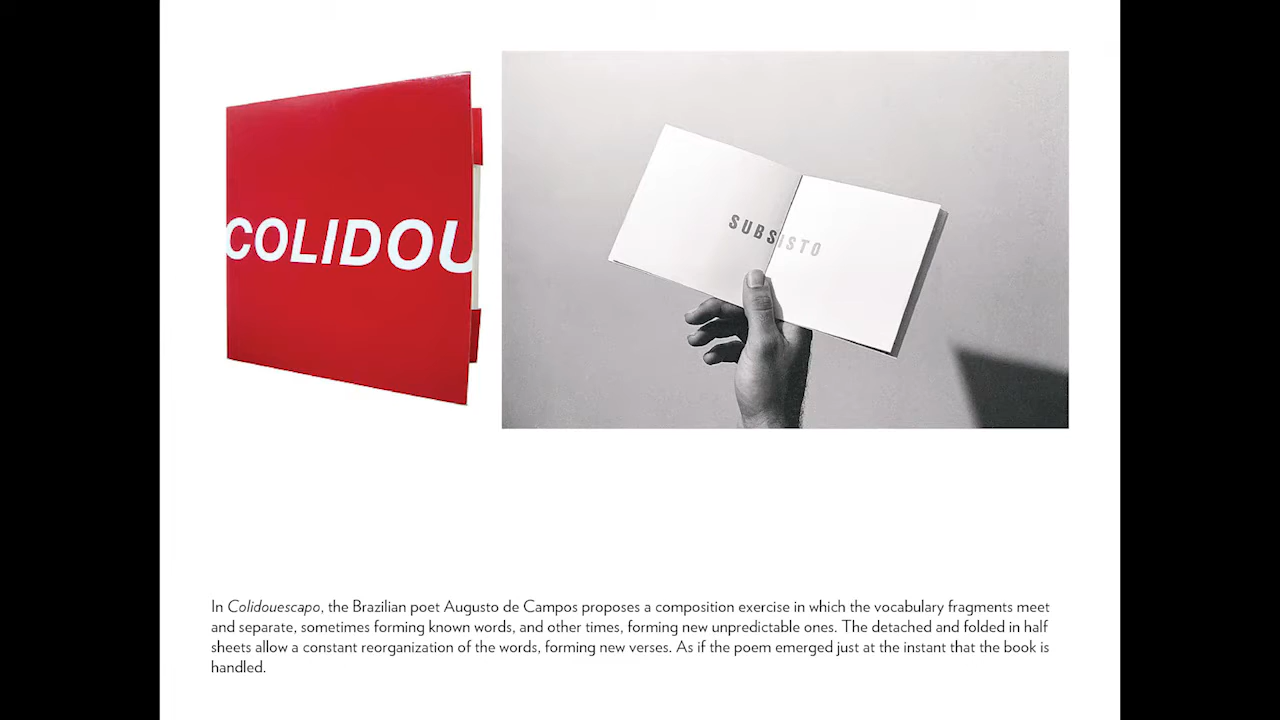 COLIDOU
SUBSISTO
In Colidouescapo, the Brazilian poet Augusto de Campos proposes a composition exercise in which the vocabulary fragments meet
and separate, sometimes forming known words, and other times, forming new unpredictable ones. The detached and folded in half
sheets allow a constant reorganization of the words, forming new verses. As if the poem emerged just at the instant that the book is
handled.